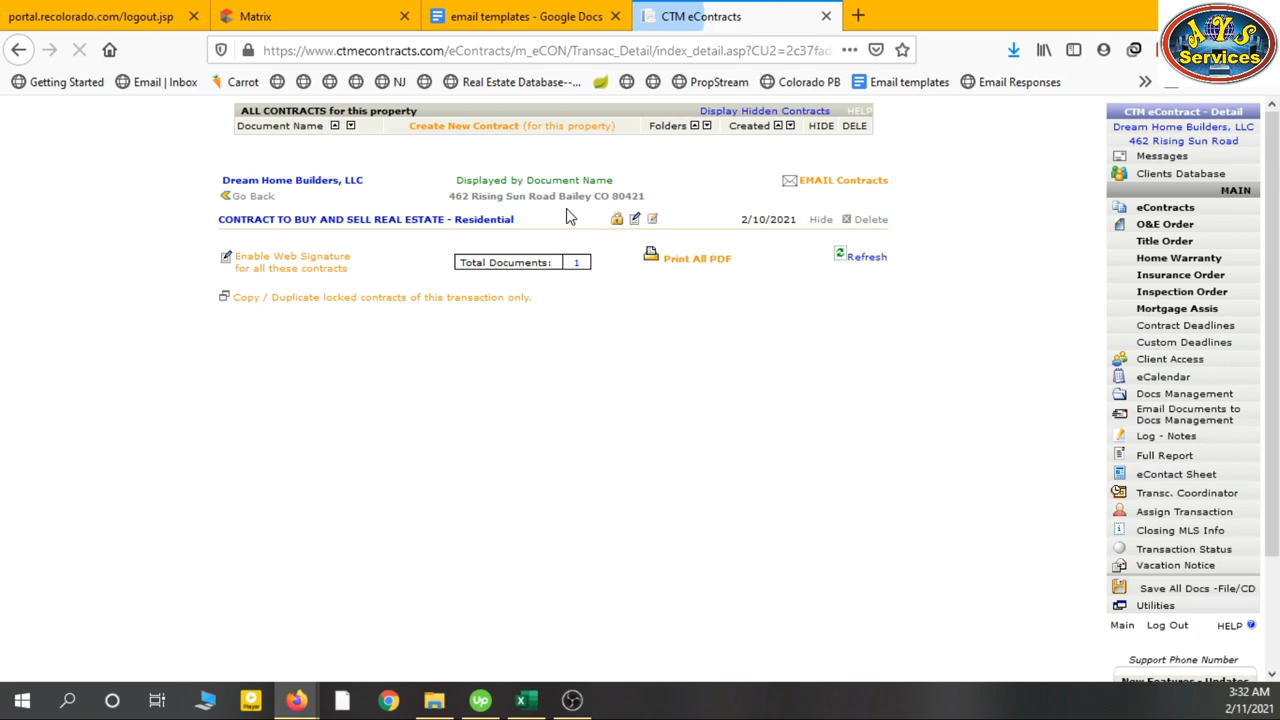 portal.recolorado.com/logout.jsp
Matrix
email templates - Google Docs
CTM eContracts
https://www.ctmecontracts.com/eContracts/m_eCON/Transac_Detail/index_detail.asp?CU2=2c37fad
Getting Started
Email | Inbox
Carrot
NJ
Real Estate Database--...
PropStream
Colorado PB
Email templates
Email Responses
AYS
Services
ALL CONTRACTS for this property
Display Hidden Contracts
HELP
Document Name
Create New Contract (for this property)
Folders
Created
HIDE
DELE
Dream Home Builders, LLC
Displayed by Document Name
EMAIL Contracts
Go Back
462 Rising Sun Road Bailey CO 80421
CONTRACT TO BUY AND SELL REAL ESTATE - Residential
2/10/2021
Hide
Delete
Enable Web Signature
for all these contracts
Total Documents: 1
Print All PDF
Refresh
Copy / Duplicate locked contracts of this transaction only.
CTM eContract - Detail
Dream Home Builders, LLC
462 Rising Sun Road
Messages
Clients Database
MAIN
eContracts
O&E Order
Title Order
Home Warranty
Insurance Order
Inspection Order
Mortgage Assis
Contract Deadlines
Custom Deadlines
Client Access
eCalendar
Docs Management
Email Documents to
Docs Management
Log - Notes
Full Report
eContact Sheet
Transc. Coordinator
Assign Transaction
Closing MLS Info
Transaction Status
Vacation Notice
Save All Docs -File/CD
Utilities
Main
Log Out
HELP
Support Phone Number
New Features - Updates
Player
Up
3:32 AM
2/11/2021